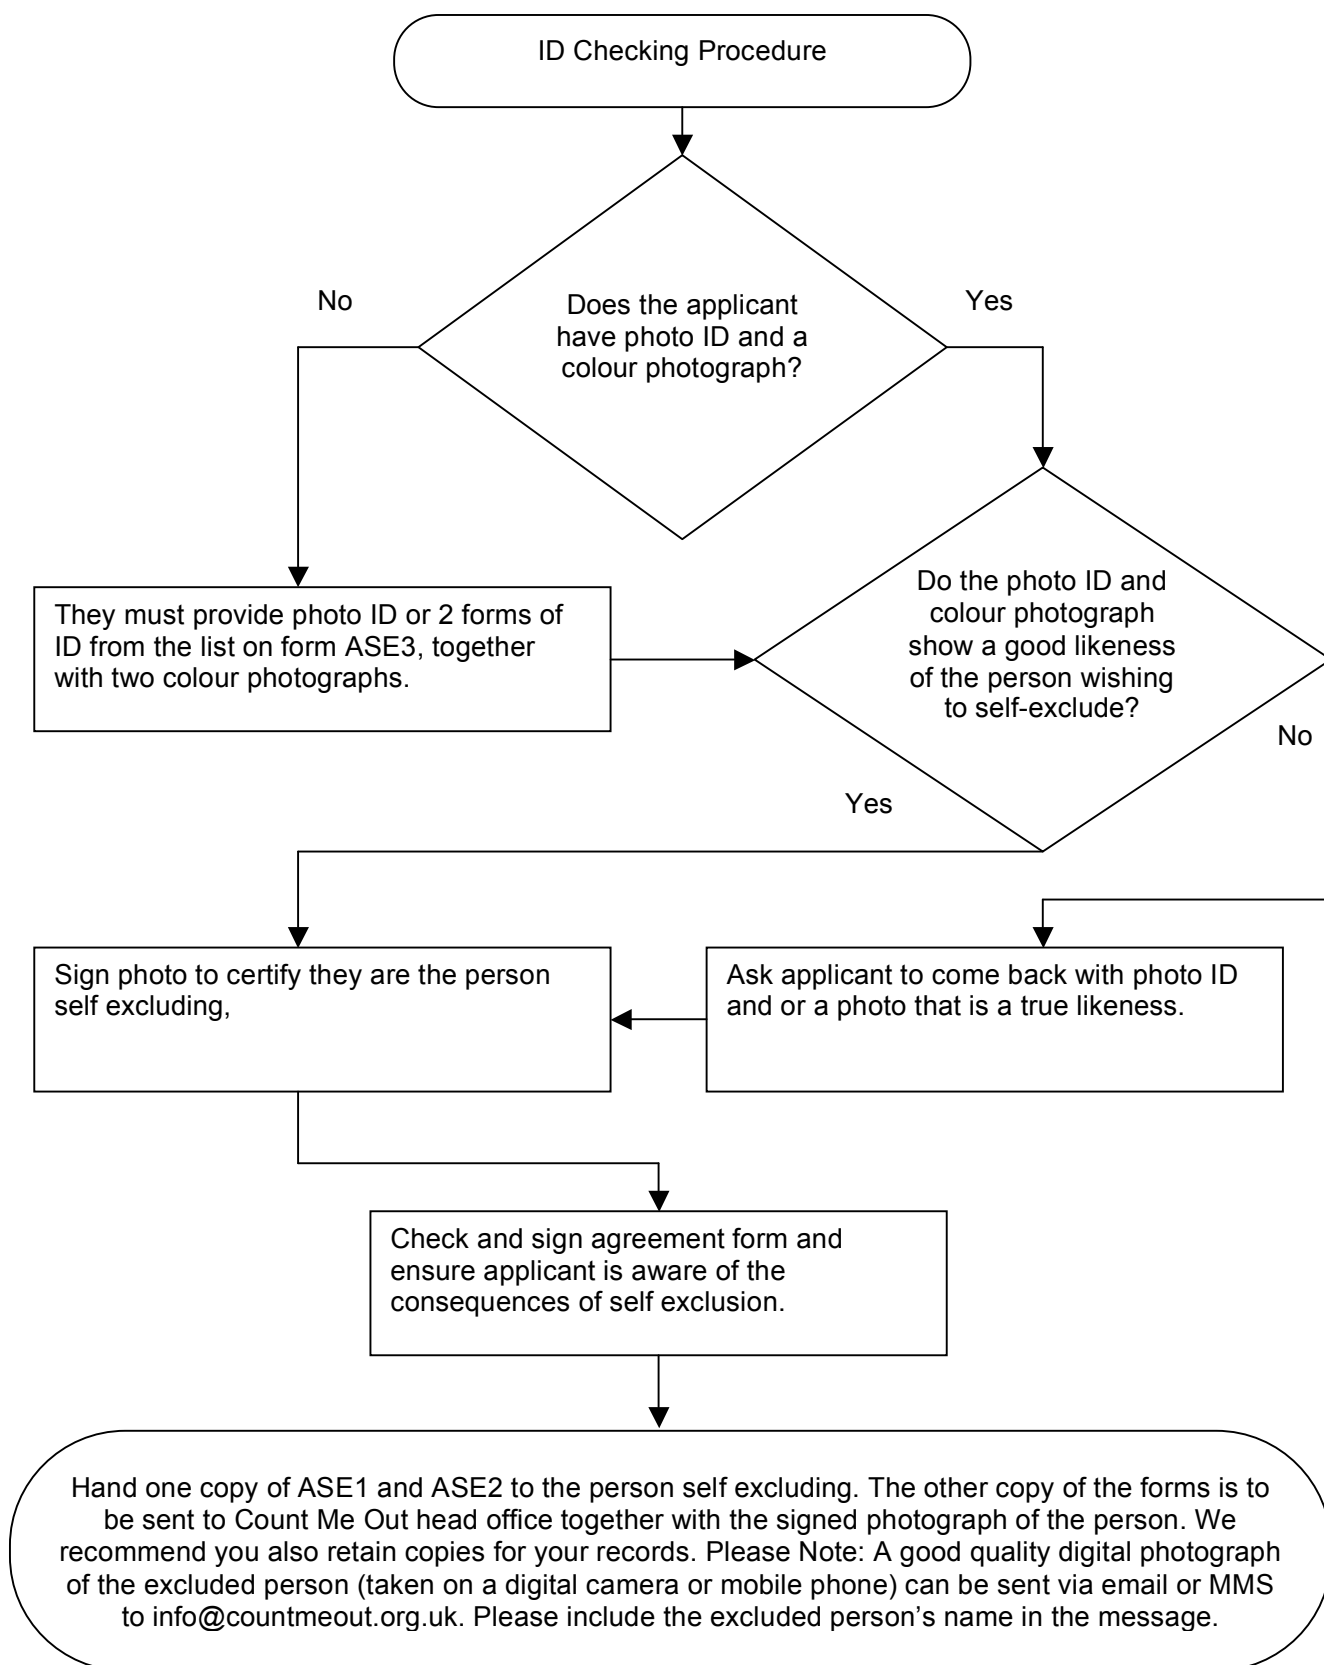 ID Checking Procedure
No
Yes
Does the applicant
have photo ID and a
colour photograph?
They must provide photo ID or 2 forms of
ID from the list on form ASE3, together
with two colour photographs.
Do the photo ID and
colour photograph
show a good likeness
of the person wishing
to self-exclude?
No
Yes
Sign photo to certify they are the person
self excluding,
Ask applicant to come back with photo ID
and or a photo that is a true likeness.
Check and sign agreement form and
ensure applicant is aware of the
consequences of self exclusion.
Hand one copy of ASE1 and ASE2 to the person self excluding. The other copy of the forms is to
be sent to Count Me Out head office together with the signed photograph of the person. We
recommend you also retain copies for your records. Please Note: A good quality digital photograph
of the excluded person (taken on a digital camera or mobile phone) can be sent via email or MMS
to info@countmeout.org.uk. Please include the excluded person’s name in the message.